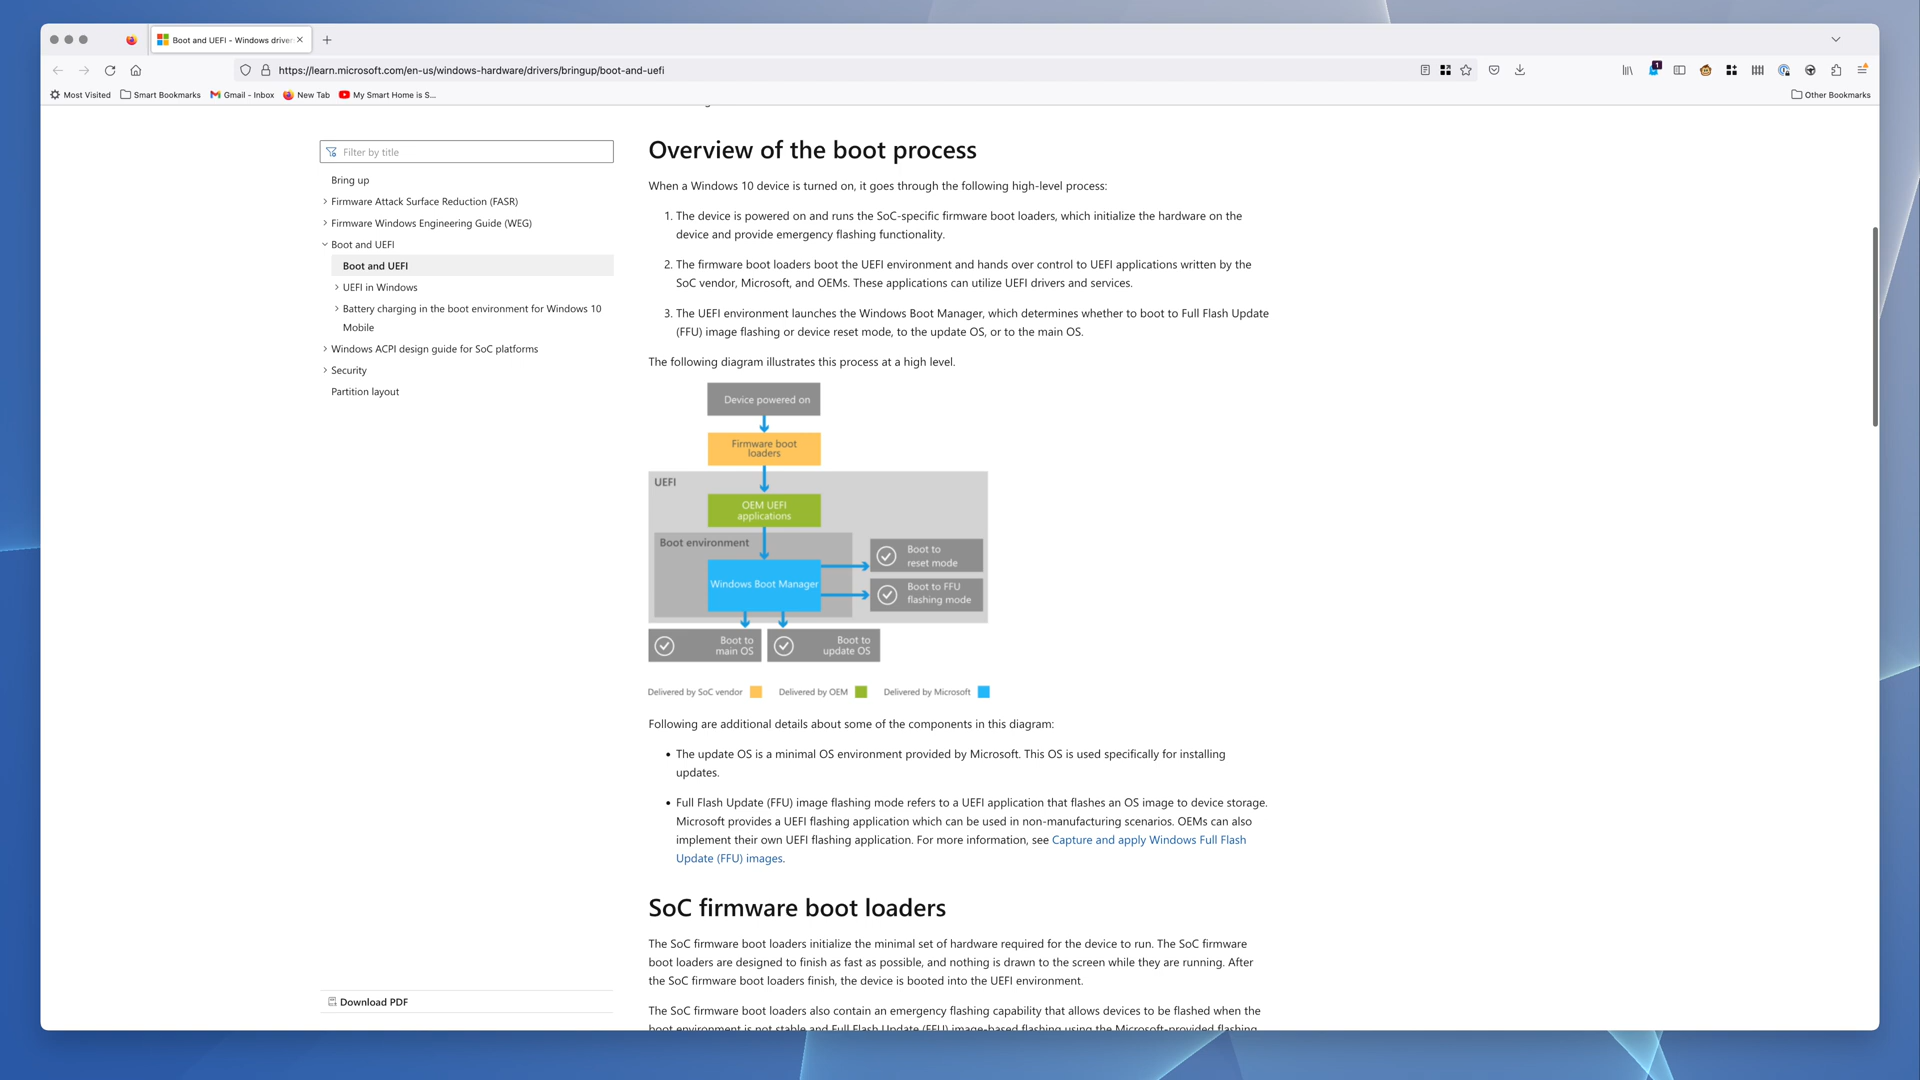 Boot and UEFI - Windows driver
https://learn.microsoft.com/en-us/windows-hardware/drivers/bringup/boot-and-uefi
1
Most Visited
Smart Bookmarks
Gmail - Inbox
New Tab
My Smart Home is S...
Other Bookmarks
Filter by title
Bring up
Firmware Attack Surface Reduction (FASR)
Firmware Windows Engineering Guide (WEG)
Boot and UEFI
Boot and UEFI
UEFI in Windows
Battery charging in the boot environment for Windows 10
Mobile
Windows ACPI design guide for SoC platforms
Security
Partition layout
Download PDF
Overview of the boot process
When a Windows 10 device is turned on, it goes through the following high-level process:
1. The device is powered on and runs the SoC-specific firmware boot loaders, which initialize the hardware on the
device and provide emergency flashing functionality.
2. The firmware boot loaders boot the UEFI environment and hands over control to UEFI applications written by the
SoC vendor, Microsoft, and OEMs. These applications can utilize UEFI drivers and services.
3. The UEFI environment launches the Windows Boot Manager, which determines whether to boot to Full Flash Update
(FFU) image flashing or device reset mode, to the update OS, or to the main OS.
The following diagram illustrates this process at a high level.
Device powered on
Firmware boot
loaders
UEFI
OEM UEFI
applications
Boot environment
Windows Boot Manager
Boot to
reset mode
Boot to FFU
flashing mode
Boot to
main OS
Boot to
update OS
Delivered by SoC vendor
Delivered by OEM
Delivered by Microsoft
Following are additional details about some of the components in this diagram:
• The update OS is a minimal OS environment provided by Microsoft. This OS is used specifically for installing
updates.
• Full Flash Update (FFU) image flashing mode refers to a UEFI application that flashes an OS image to device storage.
Microsoft provides a UEFI flashing application which can be used in non-manufacturing scenarios. OEMs can also
implement their own UEFI flashing application. For more information, see Capture and apply Windows Full Flash
Update (FFU) images.
SoC firmware boot loaders
The SoC firmware boot loaders initialize the minimal set of hardware required for the device to run. The SoC firmware
boot loaders are designed to finish as fast as possible, and nothing is drawn to the screen while they are running. After
the SoC firmware boot loaders finish, the device is booted into the UEFI environment.
The SoC firmware boot loaders also contain an emergency flashing capability that allows devices to be flashed when the
boot environment is not stable and Full Flash Update (FFU) image-based flashing using the Microsoft-provided flashing